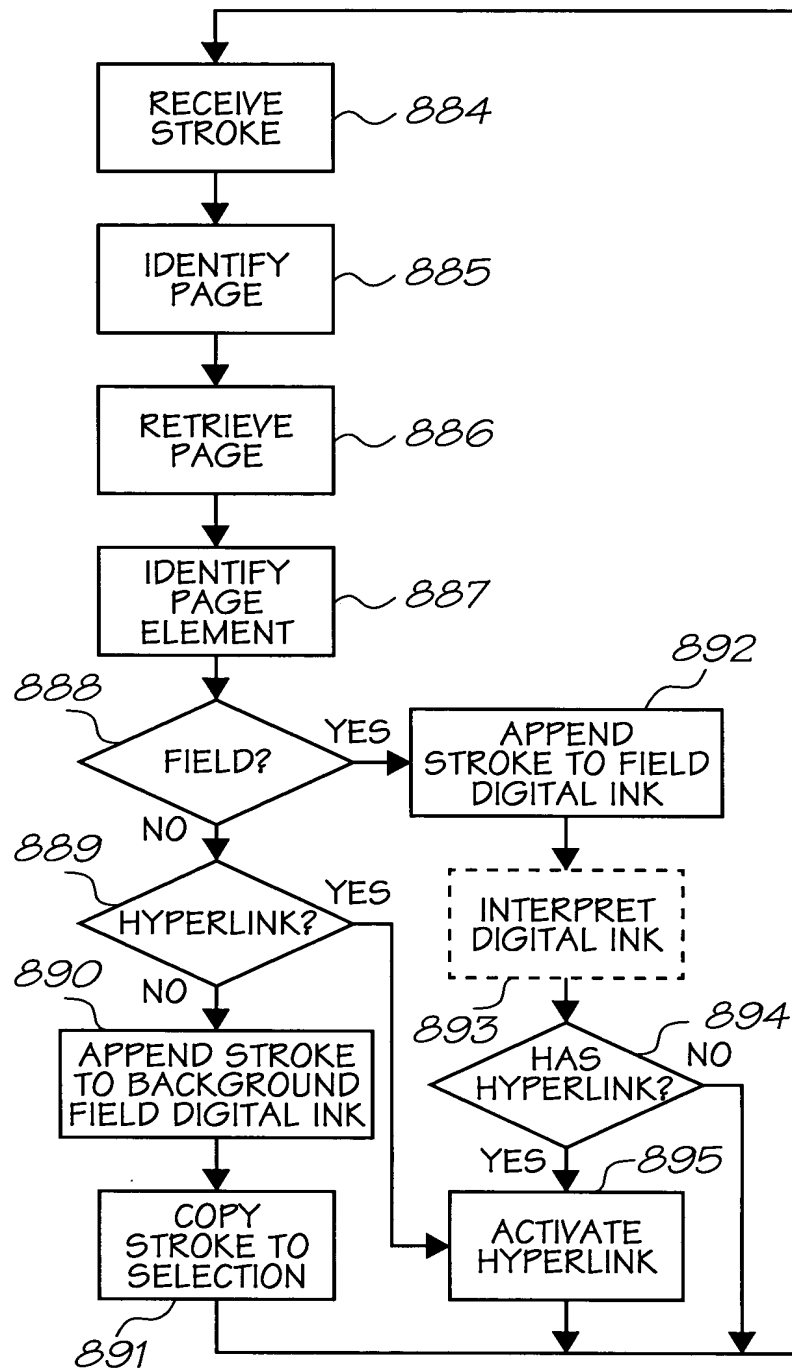 RECEIVE
STROKE
884
IDENTIFY
PAGE
885
RETRIEVE
PAGE
886
IDENTIFY
PAGE
ELEMENT
887
888
FIELD?
YES
NO
892
APPEND
STROKE TO FIELD
DIGITAL INK
889
HYPERLINK?
YES
NO
INTERPRET
DIGITAL INK
893
890
APPEND STROKE
TO BACKGROUND
FIELD DIGITAL INK
894
HAS
HYPERLINK?
NO
YES
895
COPY
STROKE TO
SELECTION
891
ACTIVATE
HYPERLINK